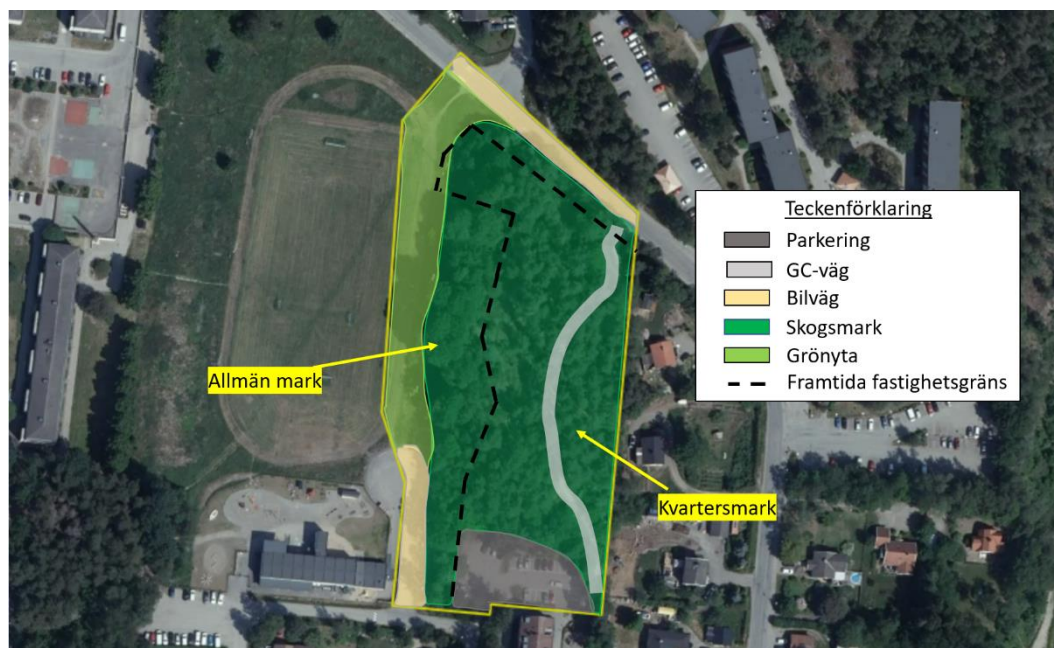 Teckenförklaring
Parkering
GC-väg
Bilväg
Skogsmark
Grönyta
Framtida fastighetsgräns
Allmän mark
Kvartersmark